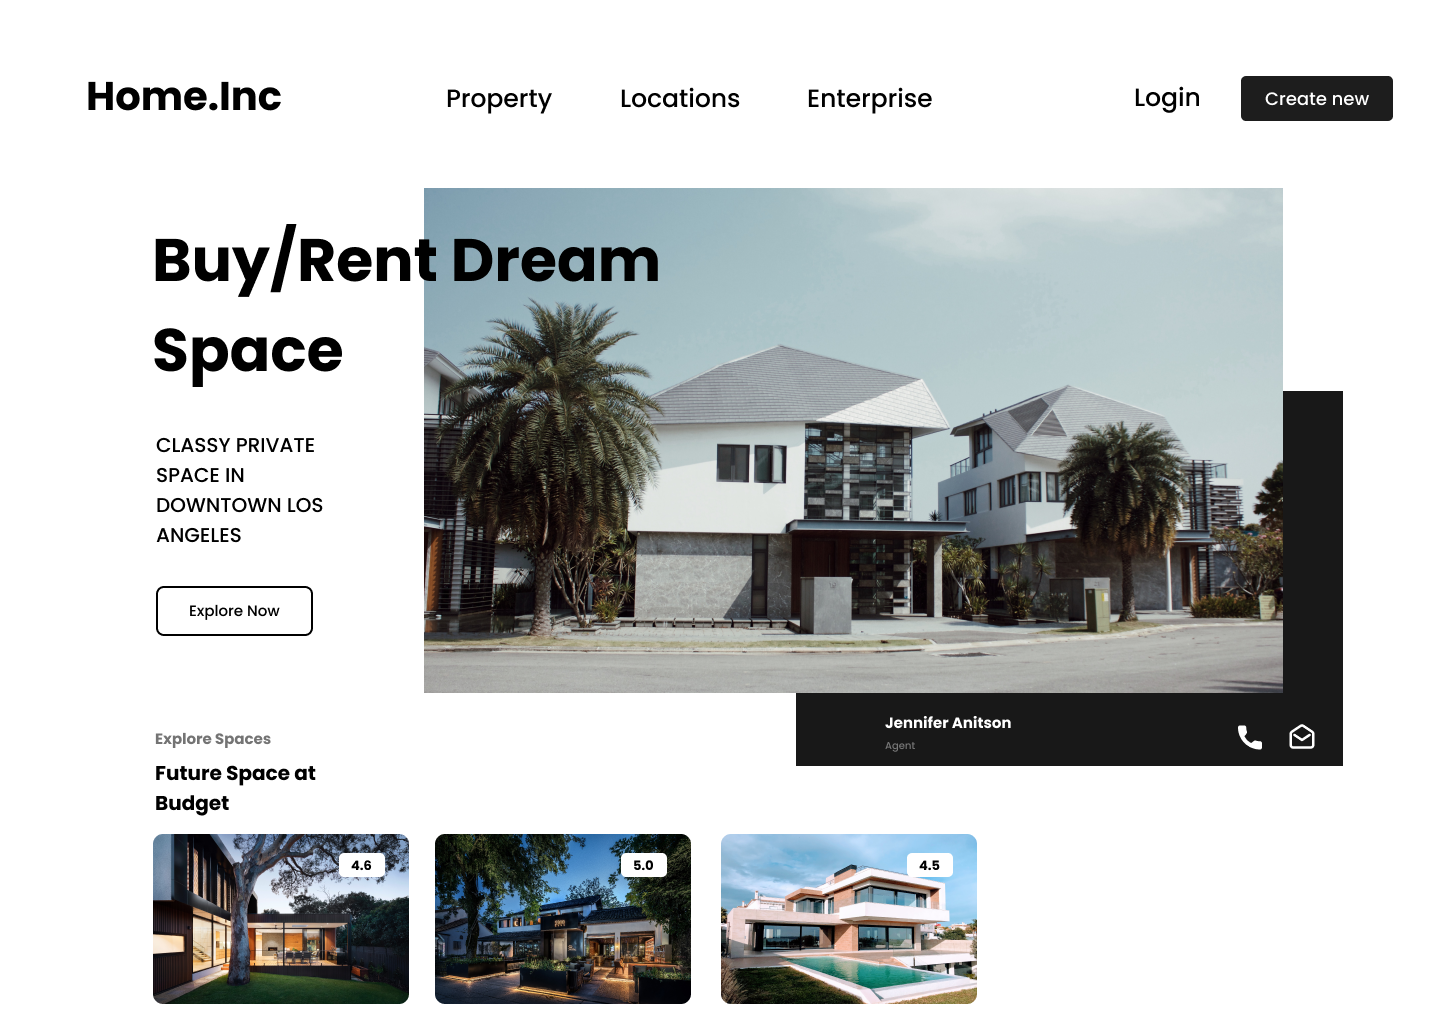 Home.Inc
Property
Locations
Enterprise
Login
Create new
Buy/Rent Dream
Space
CLASSY PRIVATE
SPACE IN
DOWNTOWN LOS
ANGELES
Explore Now
Jennifer Anitson
Agent
Explore Spaces
Future Space at
Budget
4.6
5.0
4.5